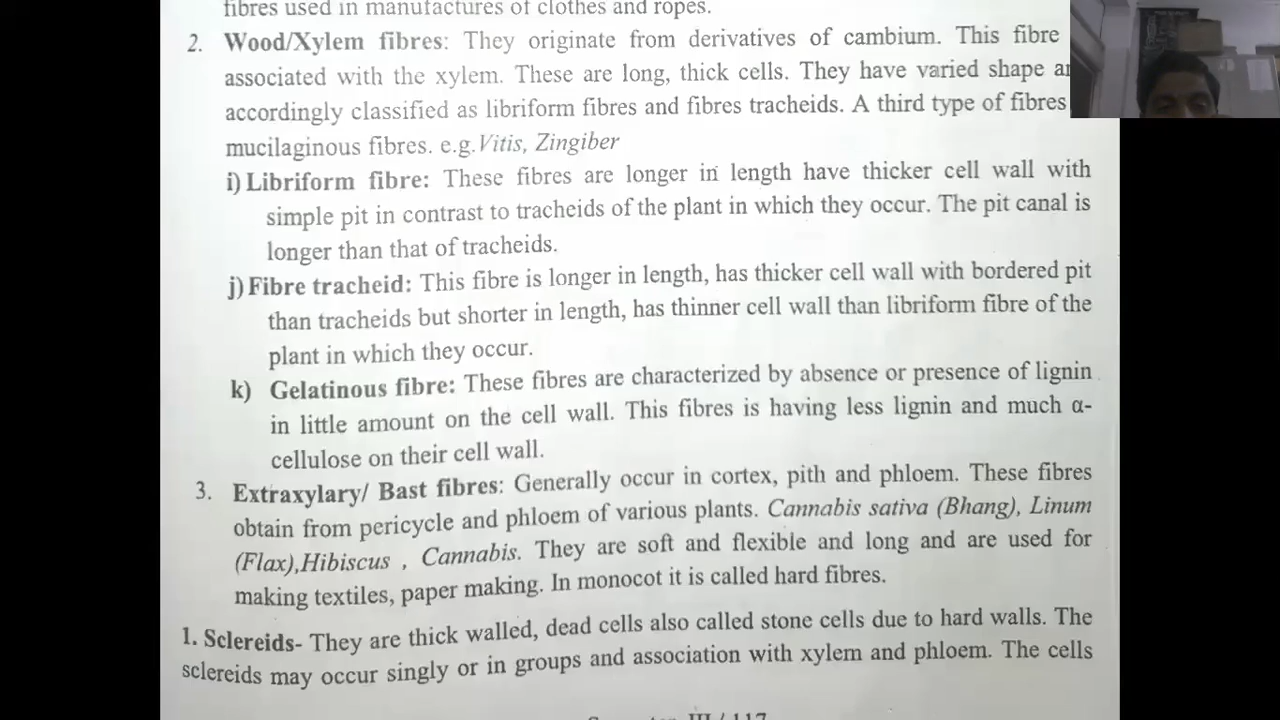 fibres used in manufactures of clothes and ropes.
2. Wood/Xylem fibres: They originate from derivatives of cambium. This fibre
associated with the xylem. These are long, thick cells. They have varied shape
accordingly classified as libriform fibres and fibres tracheids. A third type of fibres
mucilaginous fibres. e.g.Vitis, Zingiber
i) Libriform fibre: These fibres are longer in length have thicker cell wall with
simple pit in contrast to tracheids of the plant in which they occur. The pit canal is
longer than that of tracheids.
j) Fibre tracheid: This fibre is longer in length, has thicker cell wall with bordered pit
than tracheids but shorter in length, has thinner cell wall than libriform fibre of the
plant in which they occur.
k) Gelatinous fibre: These fibres are characterized by absence or presence of lignin
in little amount on the cell wall. This fibres is having less lignin and much α-
cellulose on their cell wall.
3. Extraxylary/ Bast fibres: Generally occur in cortex, pith and phloem. These fibres
obtain from pericycle and phloem of various plants. Cannabis sativa (Bhang), Linum
(Flax),Hibiscus , Cannabis. They are soft and flexible and long and are used for
making textiles, paper making. In monocot it is called hard fibres.
1. Sclereids- They are thick walled, dead cells also called stone cells due to hard walls. The
sclereids may occur singly or in groups and association with xylem and phloem. The cells
III / 117